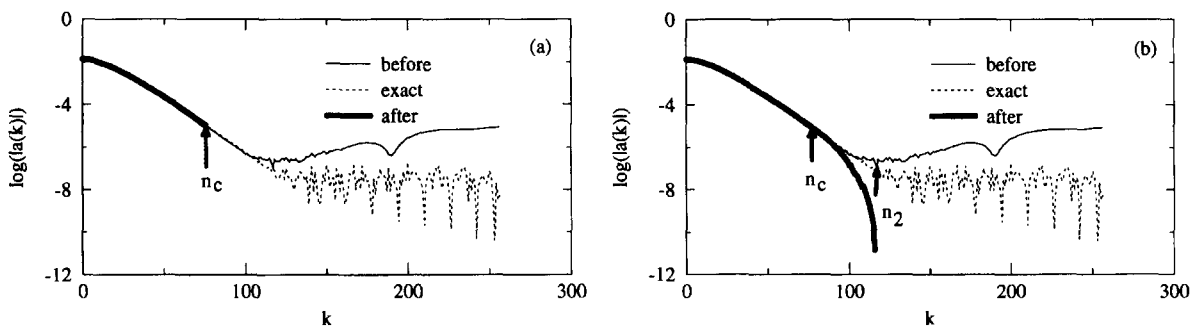 0
(a)
before
exact
after
-4
-8
-12
log(|a(k)|)
n_c
0
100
200
300
k
0
(b)
before
exact
after
-4
-8
-12
log(|a(k)|)
n_c
n_2
0
100
200
300
k